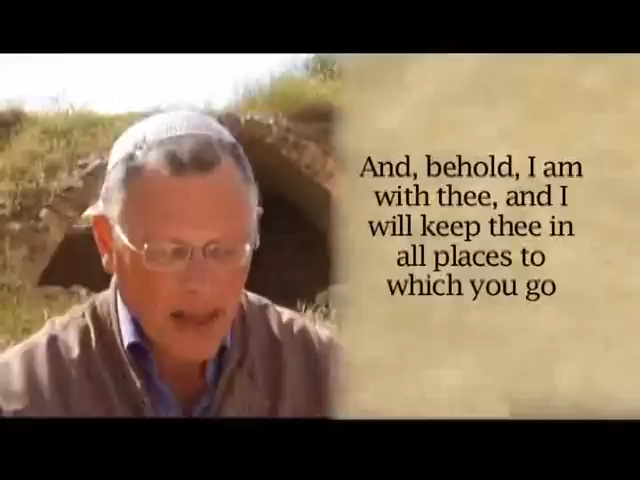 And, behold, I am
with thee, and I
will keep thee in
all places to
which you go